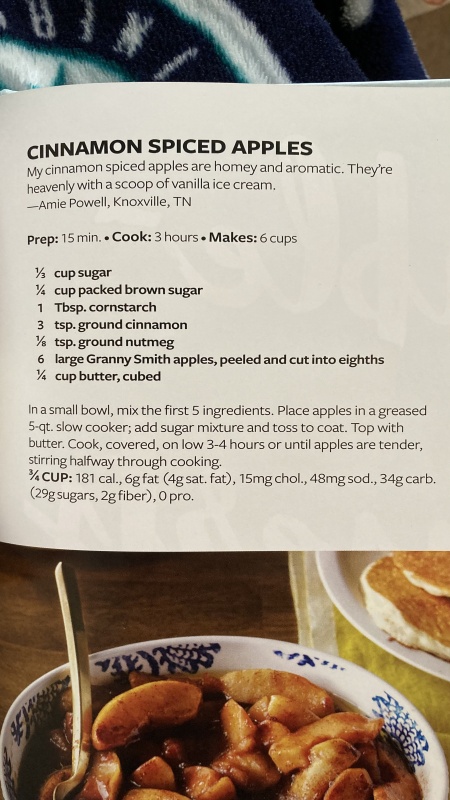 CINNAMON SPICED APPLES
My cinnamon spiced apples are homey and aromatic. They're
heavenly with a scoop of vanilla ice cream.
—Amie Powell, Knoxville, TN
Prep: 15 min. • Cook: 3 hours • Makes: 6 cups
⅓ cup sugar
¼ cup packed brown sugar
1 Tbsp. cornstarch
3 tsp. ground cinnamon
⅛ tsp. ground nutmeg
6 large Granny Smith apples, peeled and cut into eighths
¼ cup butter, cubed
In a small bowl, mix the first 5 ingredients. Place apples in a greased
5-qt. slow cooker; add sugar mixture and toss to coat. Top with
butter. Cook, covered, on low 3-4 hours or until apples are tender,
stirring halfway through cooking.
¾ CUP: 181 cal., 6g fat (4g sat. fat), 15mg chol., 48mg sod., 34g carb.
(29g sugars, 2g fiber), 0 pro.